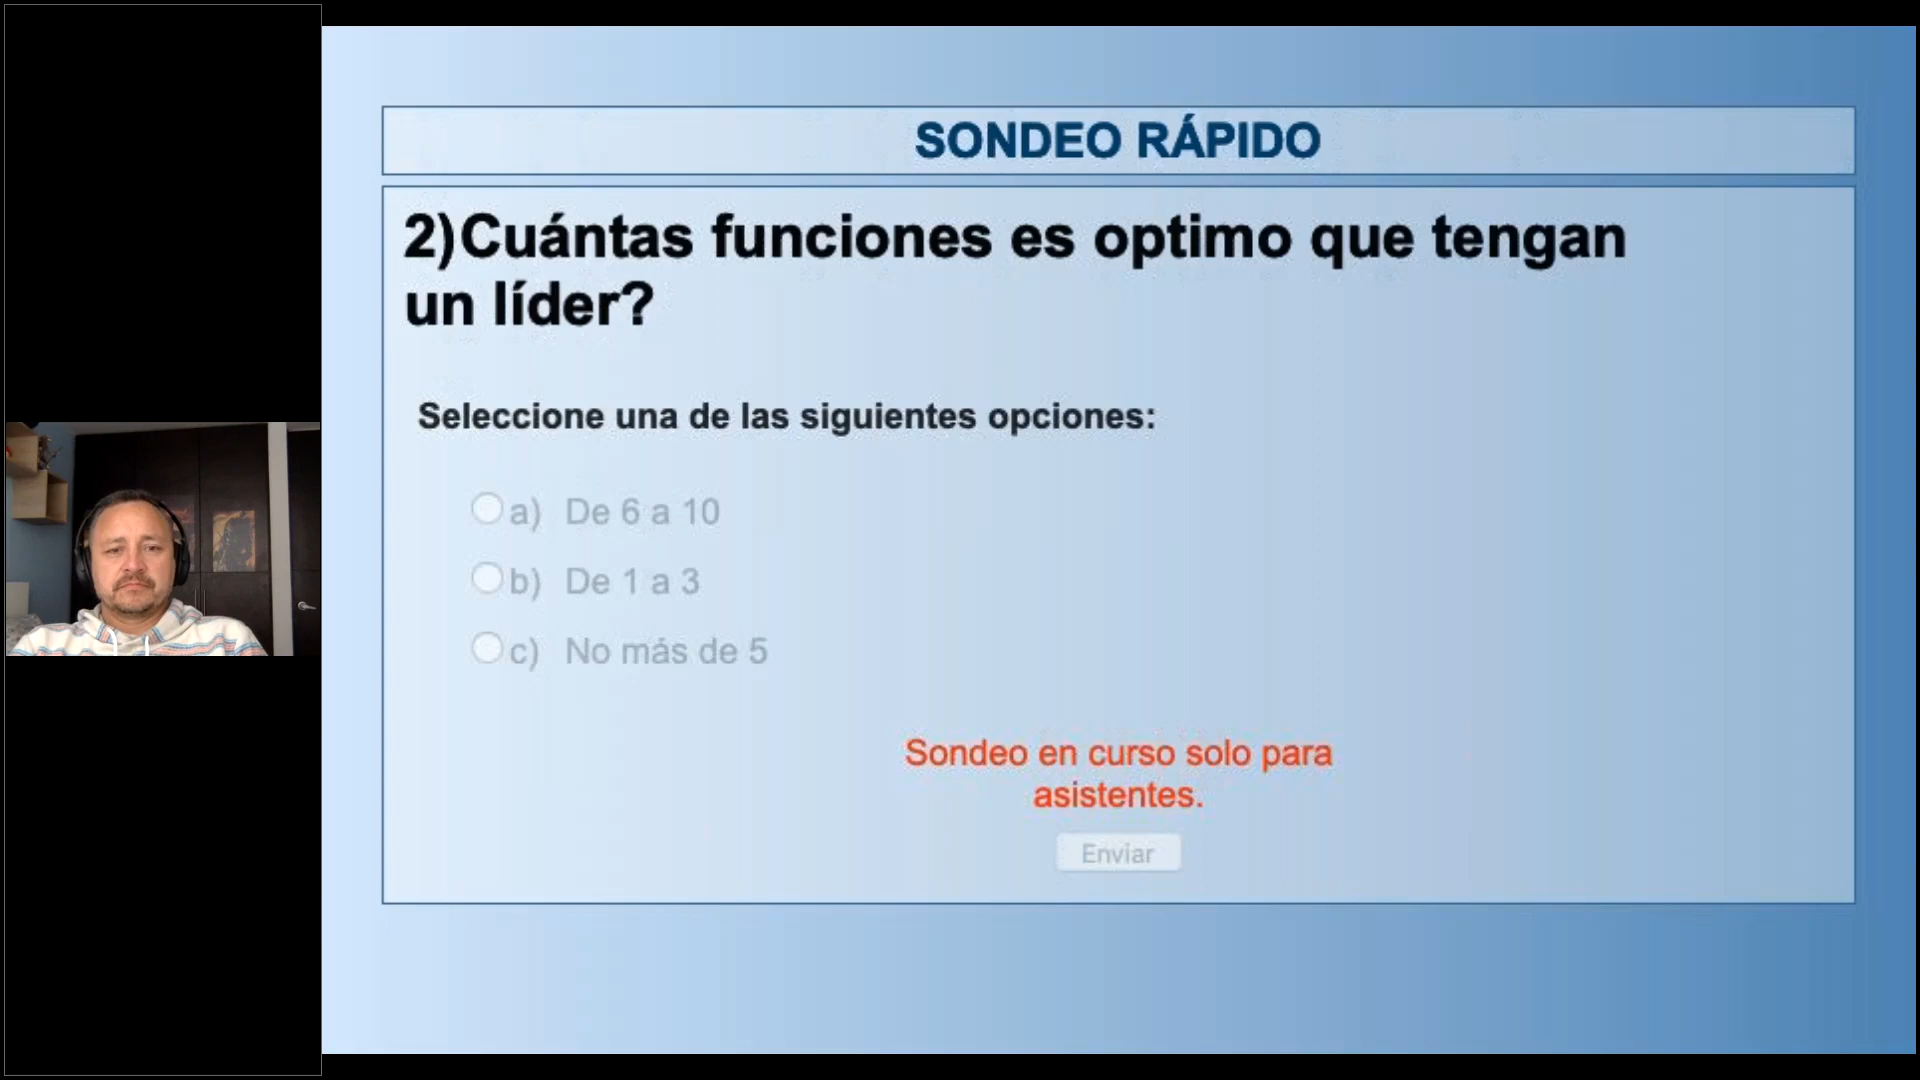 SONDEO RÁPIDO
2)Cuántas funciones es optimo que tengan
un líder?
Seleccione una de las siguientes opciones:
a) De 6 a 10
b) De 1 a 3
c) No más de 5
Sondeo en curso solo para
asistentes.
Enviar